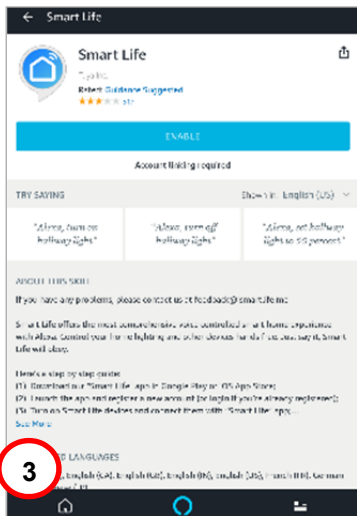 Smart Life
Smart Life
Tuya Inc.
Rated: Guidance Suggested
ENABLE
Account linking required
TRY SAYING
Shown in: English (US)
"Alexa, turn on
hallway light"
"Alexa, turn off
hallway light"
"Alexa, set hallway
light to 50 percent"
ABOUT THIS SKILL
If you have any problems, please contact us at feedback@smartlife.me
Smart Life offers the most comprehensive voice controlled smart home experience
with Alexa. Control your home lighting and other devices hands free. Just say it, Smart
Life will obey.
Here's a step by step guide:
(1) Download our "Smart Life" app in Google Play or iOS App Store;
(2) Launch the app and register a new account (or login if you're already registered);
(3) Turn on Smart Life devices and connect them with "Smart Life" app;...
See More
LANGUAGES
English (CA), English (GB), English (IN), English (US), French (FR), German
3